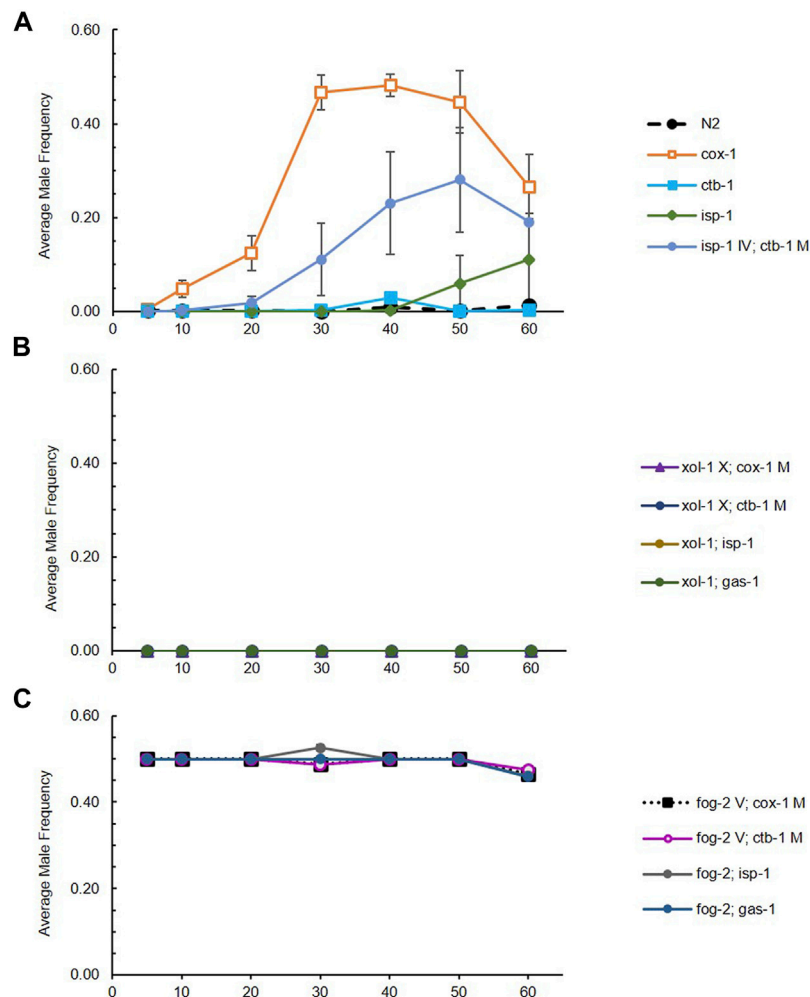 A
Average Male Frequency
0.60
0.40
0.20
0.00
0 10 20 30 40 50 60
N2
cox-1
ctb-1
isp-1
isp-1 IV; ctb-1 M
B
Average Male Frequency
0.60
0.40
0.20
0.00
0 10 20 30 40 50 60
xol-1 X; cox-1 M
xol-1 X; ctb-1 M
xol-1; isp-1
xol-1; gas-1
C
Average Male Frequency
0.60
0.40
0.20
0.00
0 10 20 30 40 50 60
fog-2 V; cox-1 M
fog-2 V; ctb-1 M
fog-2; isp-1
fog-2; gas-1